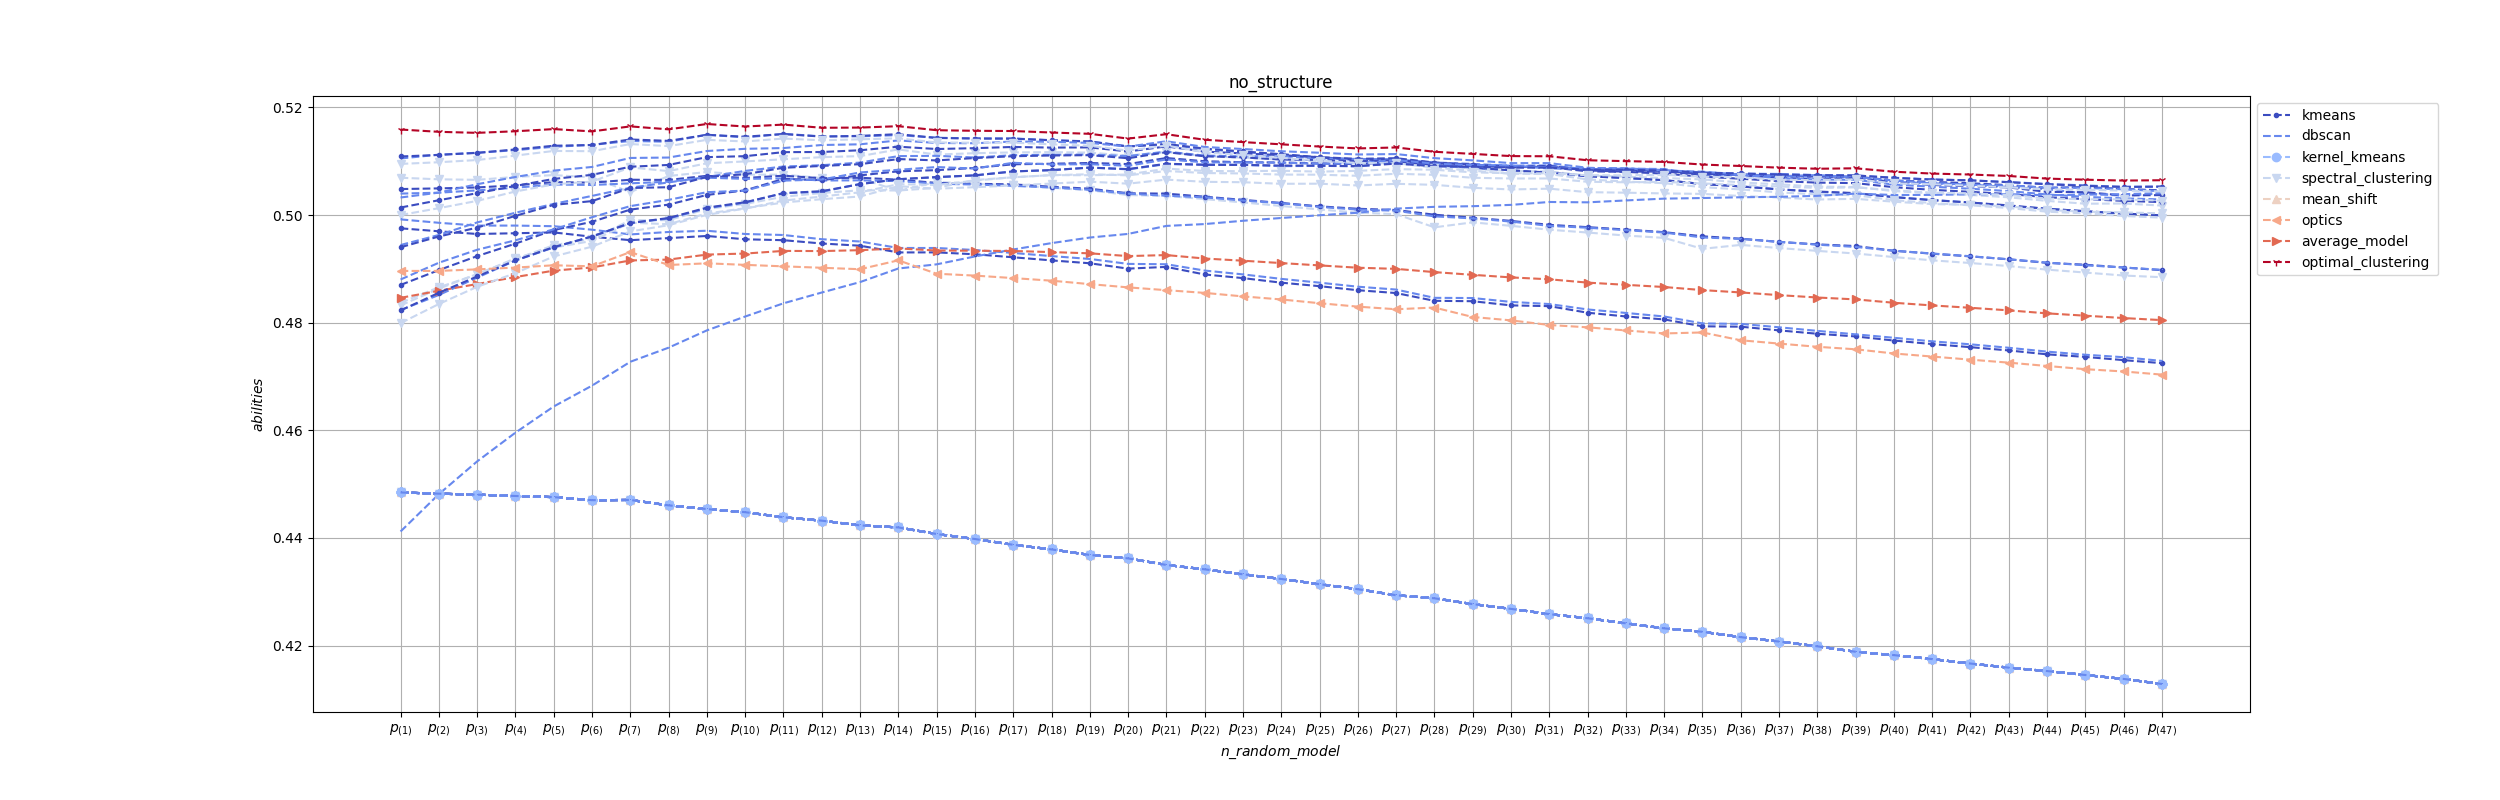 no_structure
0.52
0.50
0.48
0.46
0.44
0.42
abilities
p(1) p(2) p(3) p(4) p(5) p(6) p(7) p(8) p(9) p(10) p(11) p(12) p(13) p(14) p(15) p(16) p(17) p(18) p(19) p(20) p(21) p(22) p(23) p(24) p(25) p(26) p(27) p(28) p(29) p(30) p(31) p(32) p(33) p(34) p(35) p(36) p(37) p(38) p(39) p(40) p(41) p(42) p(43) p(44) p(45) p(46) p(47)
n_random_model
kmeans
dbscan
kernel_kmeans
spectral_clustering
mean_shift
optics
average_model
optimal_clustering